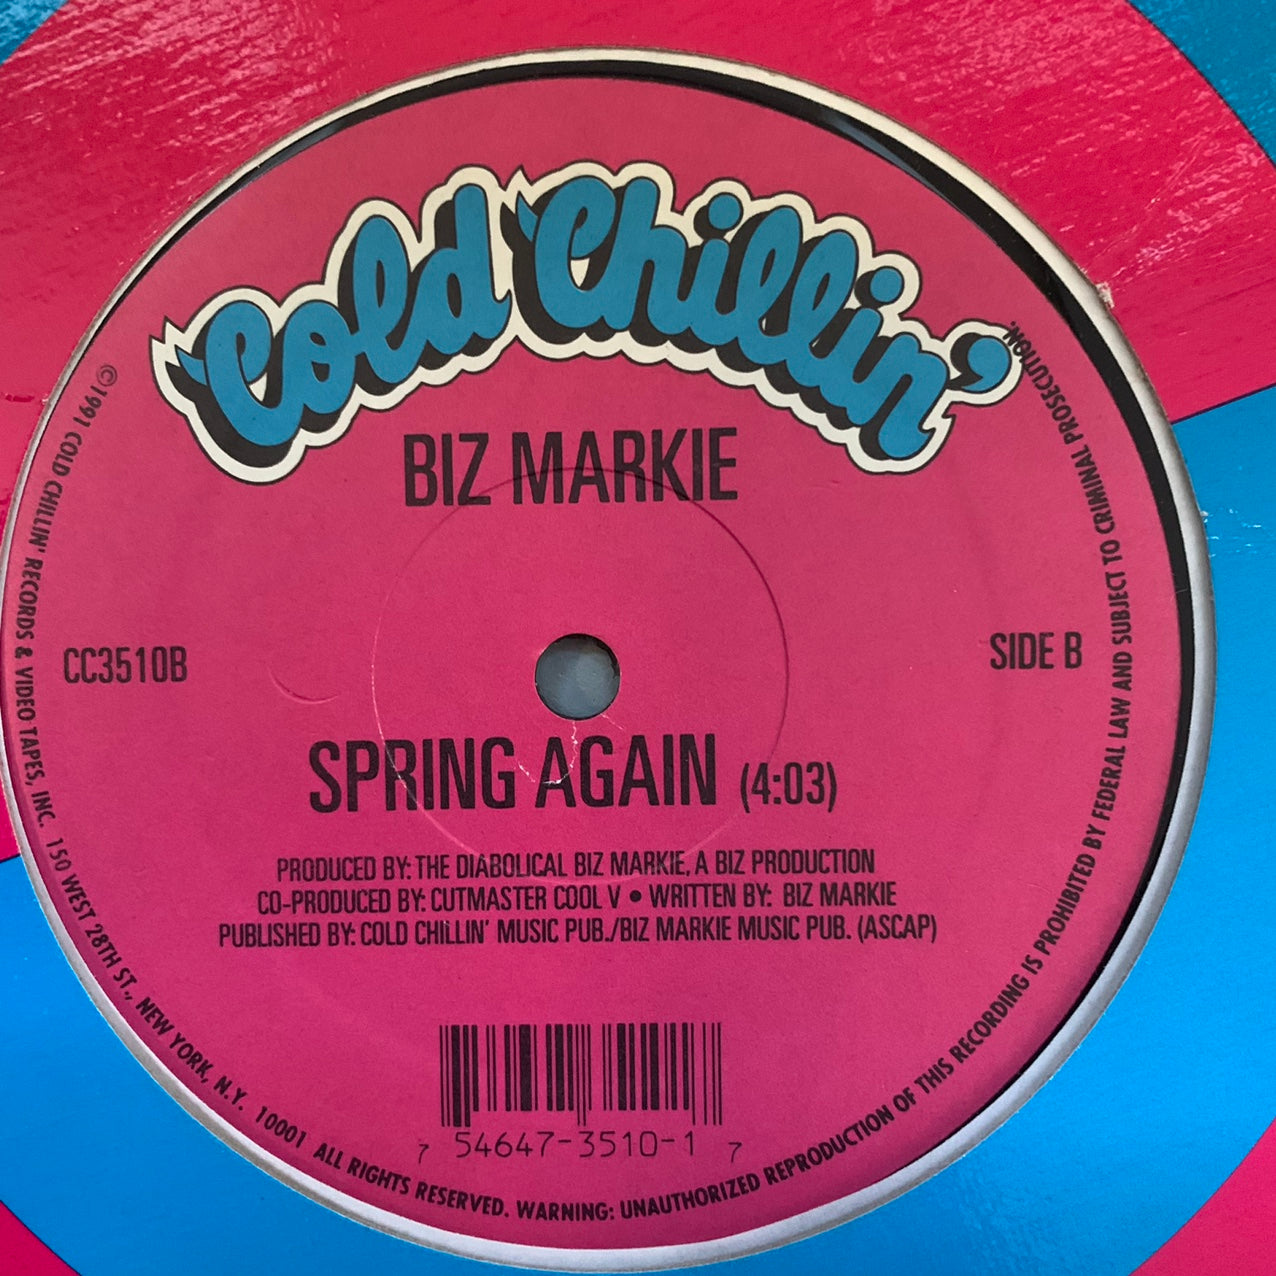 Cold Chillin'
BIZ MARKIE
CC3510B
SIDE B
SPRING AGAIN (4:03)
PRODUCED BY: THE DIABOLICAL BIZ MARKIE, A BIZ PRODUCTION
CO-PRODUCED BY: CUTMASTER COOL V • WRITTEN BY: BIZ MARKIE
PUBLISHED BY: COLD CHILLIN' MUSIC PUB./BIZ MARKIE MUSIC PUB. (ASCAP)
7 54647-3510-1 7
©1991 COLD CHILLIN' RECORDS & VIDEO TAPES, INC. 150 WEST 28TH ST., NEW YORK, N.Y. 10001 ALL RIGHTS RESERVED. WARNING: UNAUTHORIZED REPRODUCTION OF THIS RECORDING IS PROHIBITED BY FEDERAL LAW AND SUBJECT TO CRIMINAL PROSECUTION.